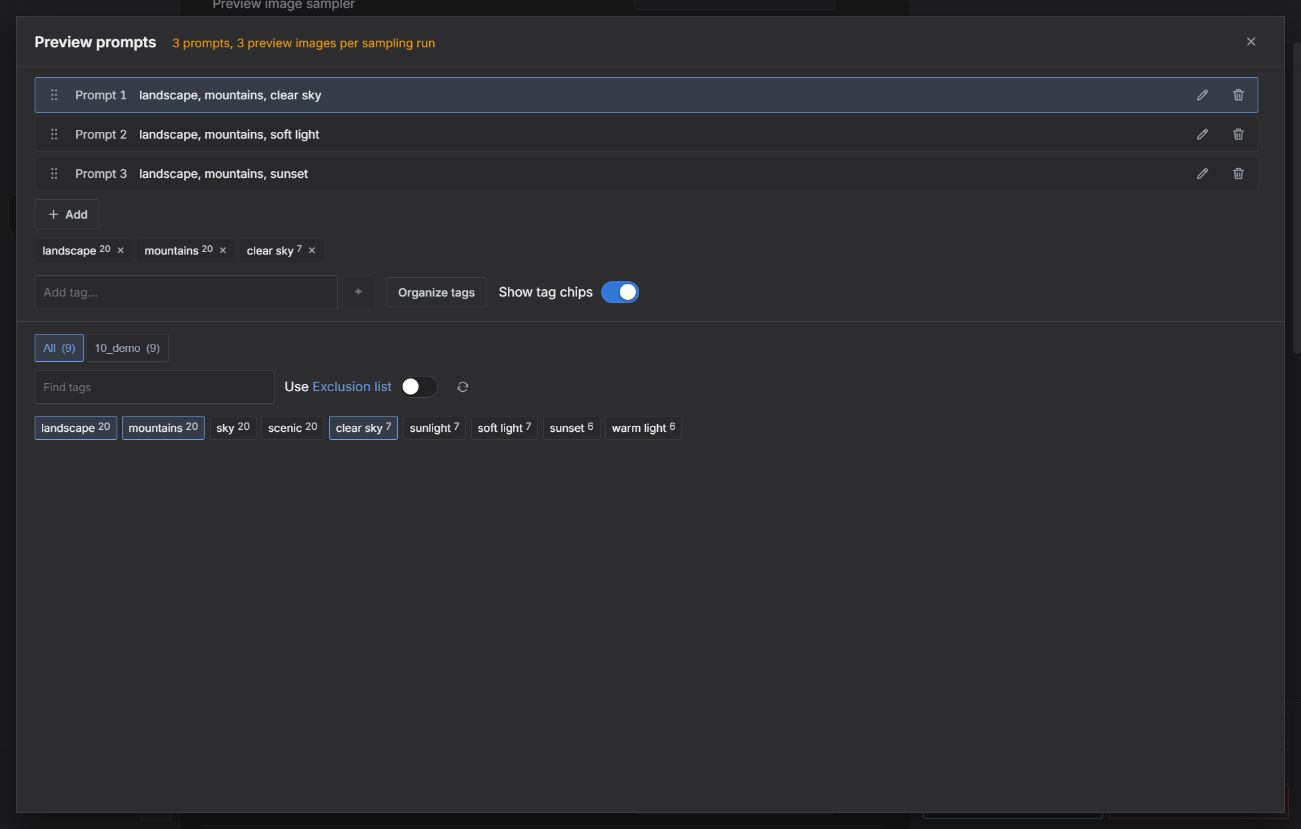 Preview image sampler
Preview prompts 3 prompts, 3 preview images per sampling run
Prompt 1 landscape, mountains, clear sky
Prompt 2 landscape, mountains, soft light
Prompt 3 landscape, mountains, sunset
+ Add
landscape 20 × mountains 20 × clear sky 7 ×
Add tag... + Organize tags Show tag chips
All (9) 10_demo (9)
Find tags Use Exclusion list
landscape 20 mountains 20 sky 20 scenic 20 clear sky 7 sunlight 7 soft light 7 sunset 6 warm light 6